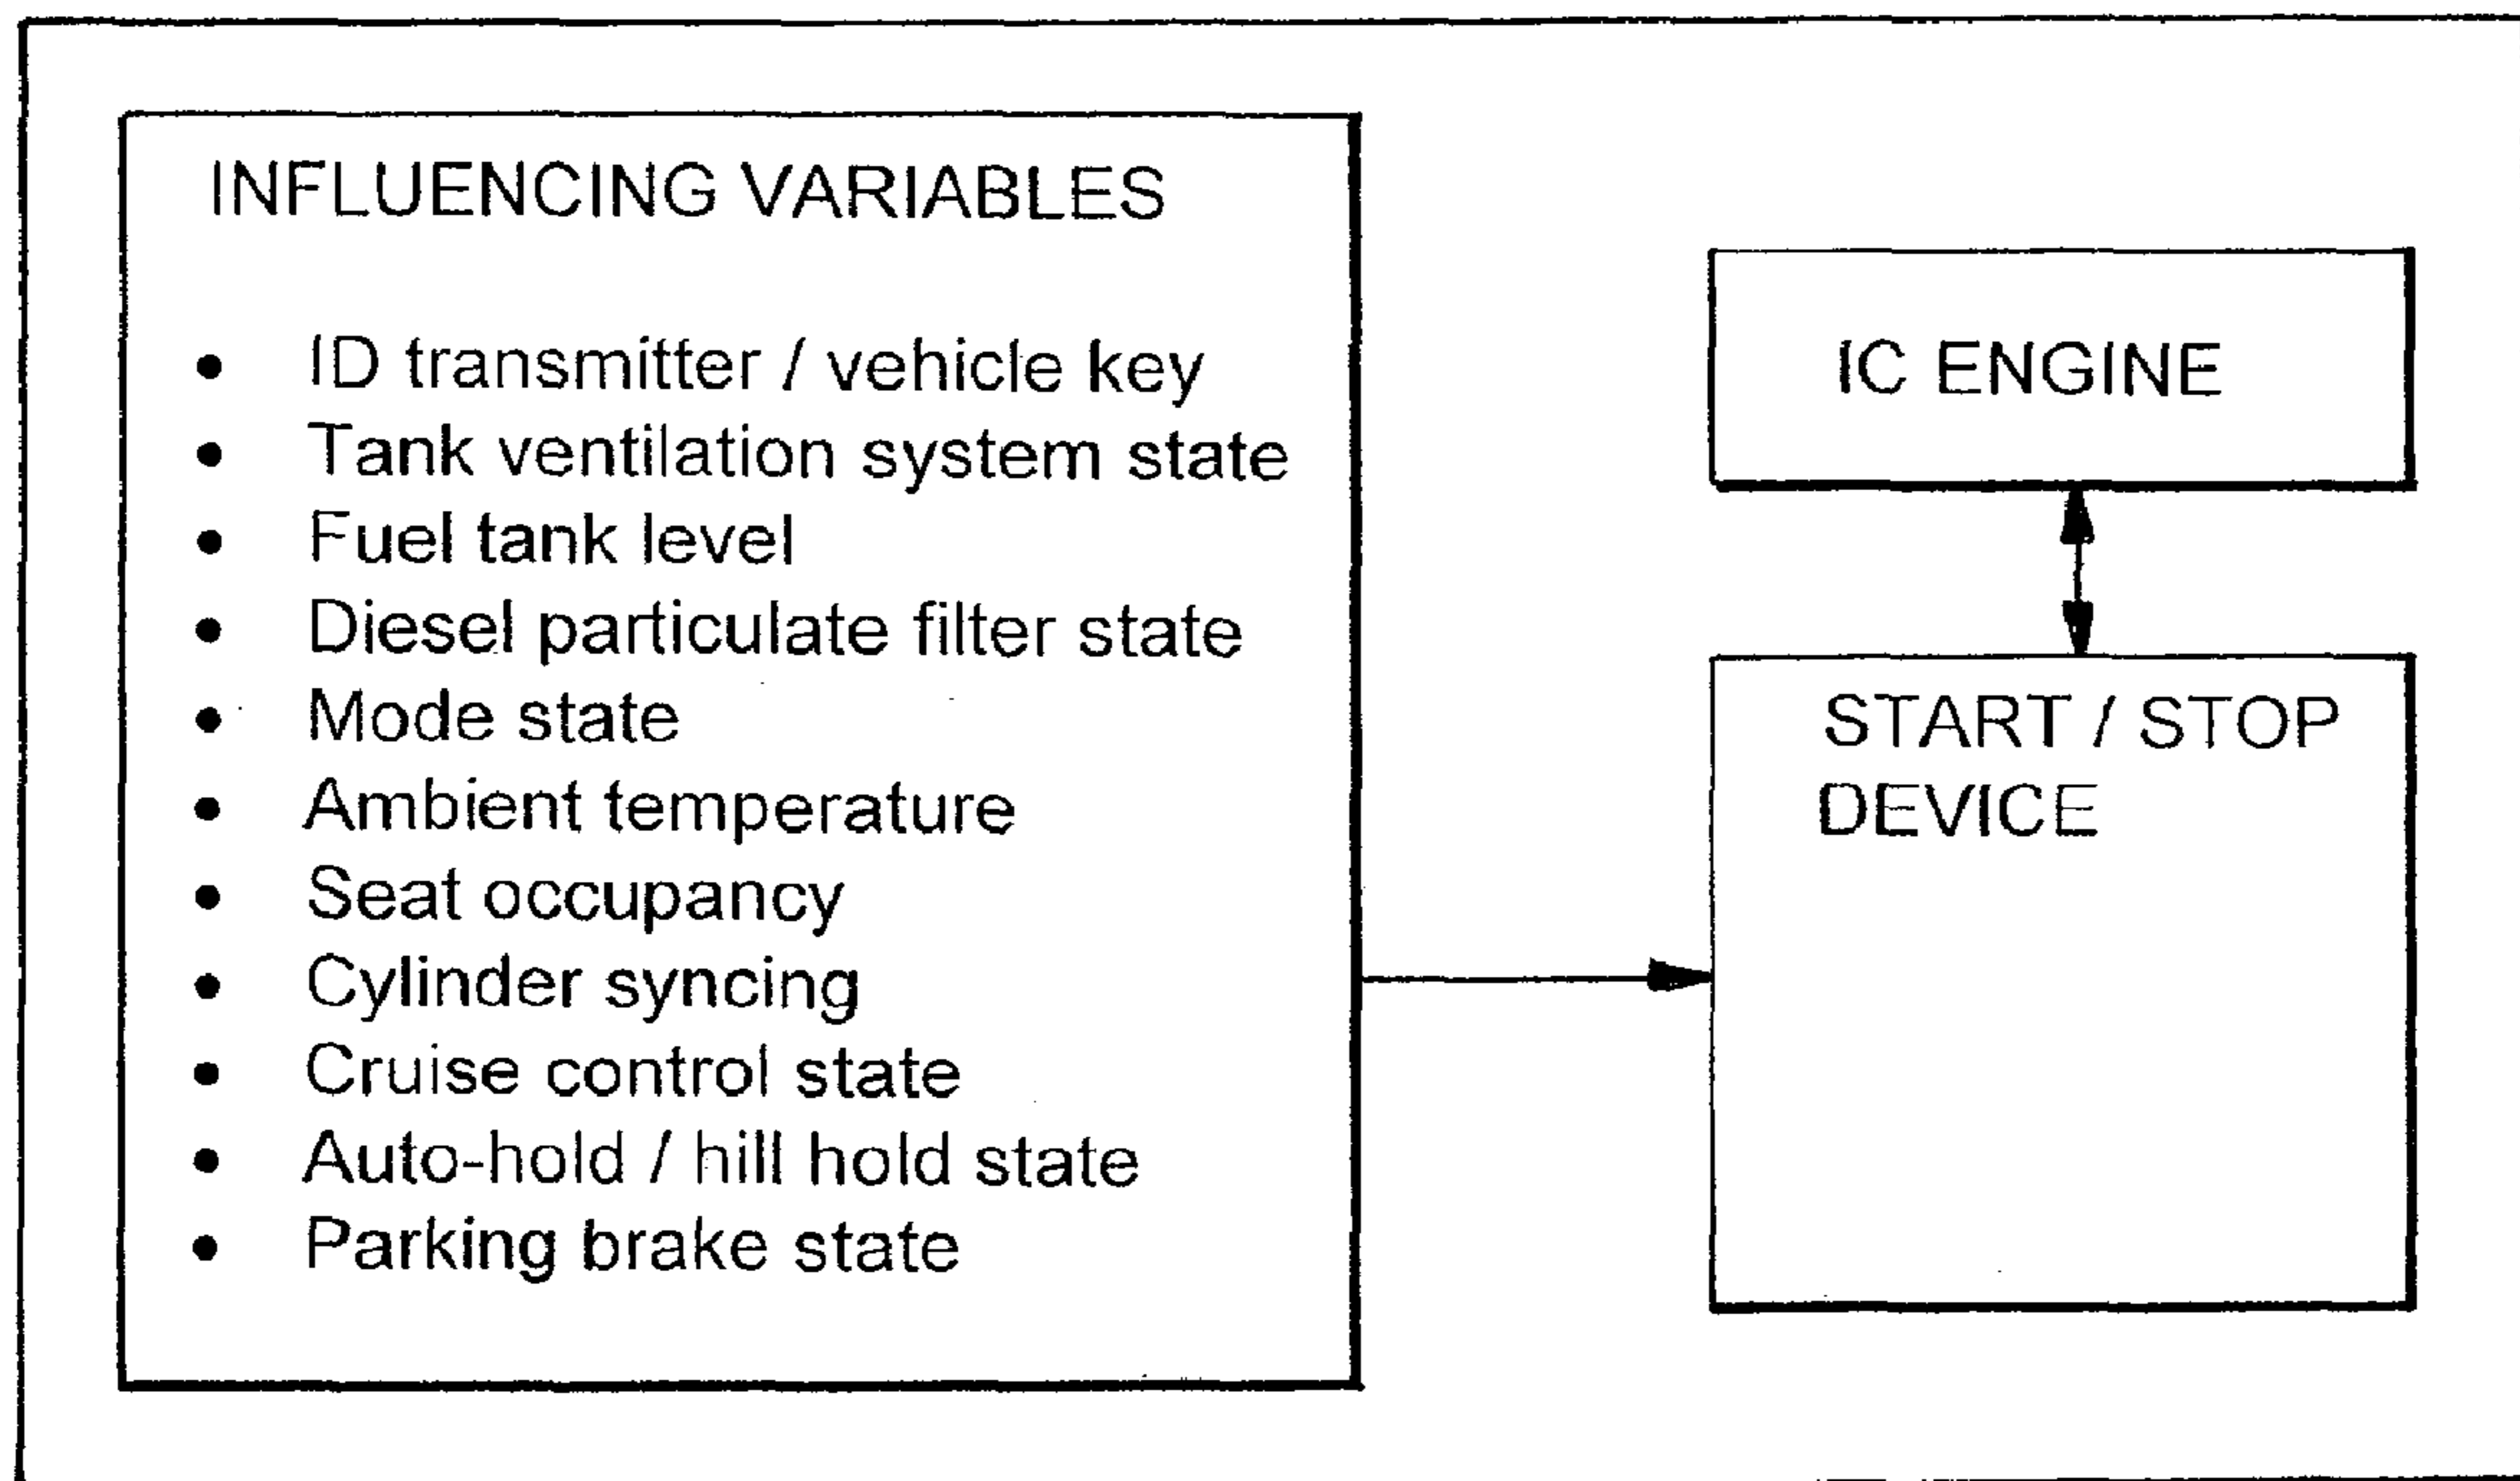 INFLUENCING VARIABLES
• ID transmitter / vehicle key
• Tank ventilation system state
• Fuel tank level
• Diesel particulate filter state
• Mode state
• Ambient temperature
• Seat occupancy
• Cylinder syncing
• Cruise control state
• Auto-hold / hill hold state
• Parking brake state
IC ENGINE
START / STOP
DEVICE